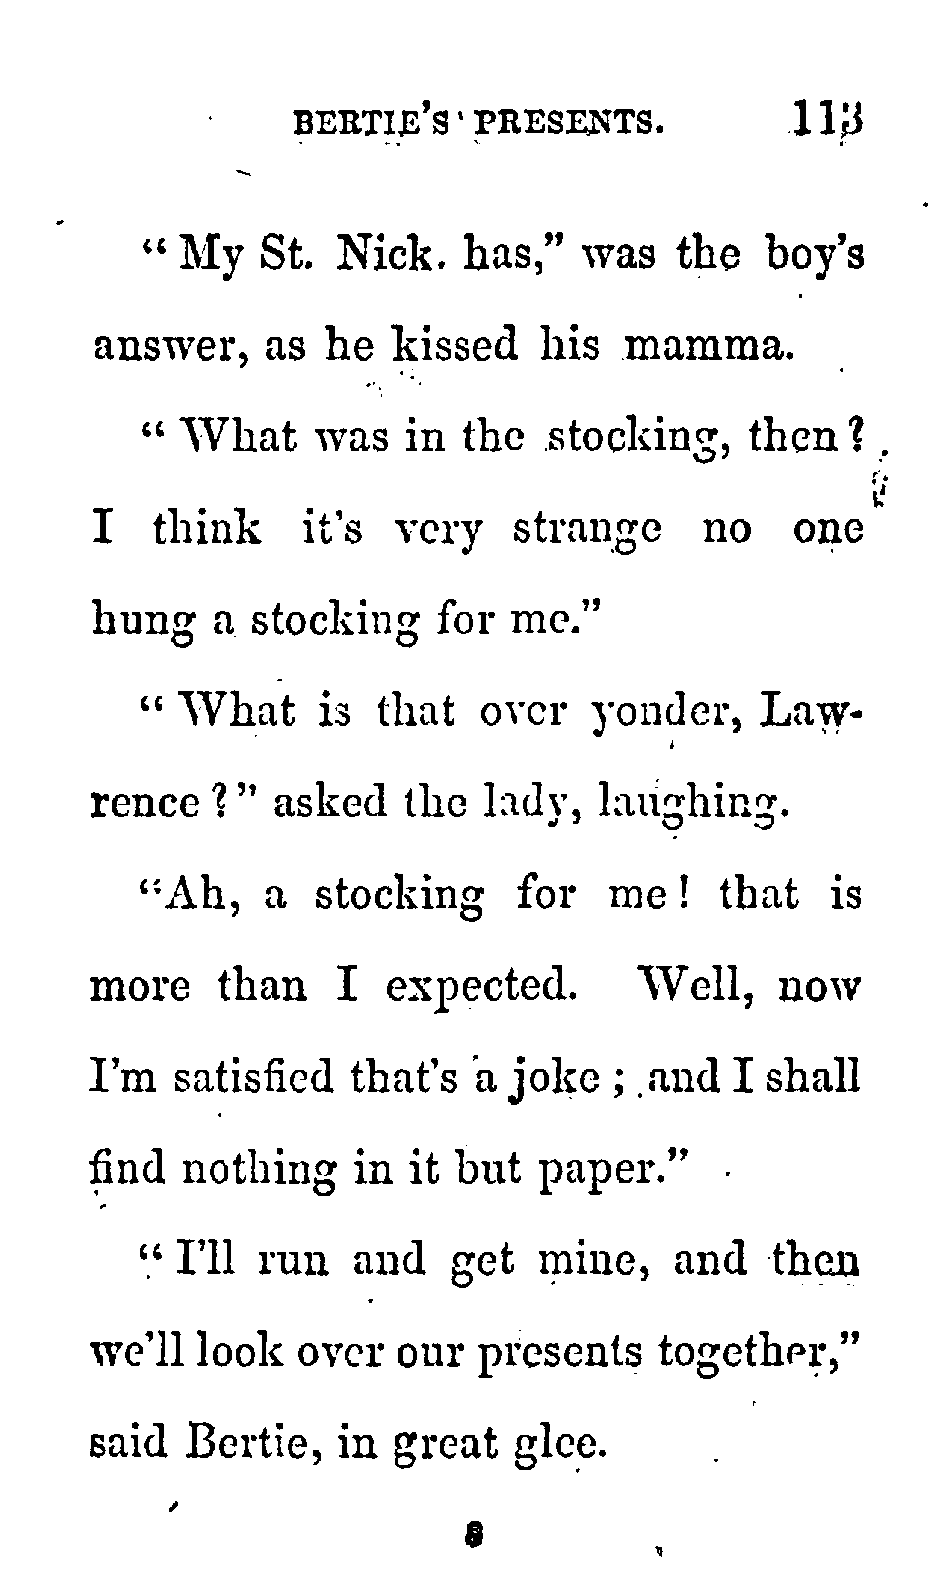 BERTIE'S PRESENTS. 113
"My St. Nick. has," was the boy's
answer, as he kissed his mamma.
"What was in the stocking, then?
I think it's very strange no one
hung a stocking for me."
"What is that over yonder, Law-
rence?" asked the lady, laughing.
"Ah, a stocking for me! that is
more than I expected. Well, now
I'm satisfied that's a joke; and I shall
find nothing in it but paper."
"I'll run and get mine, and then
we'll look over our presents together,"
said Bertie, in great glee.
8